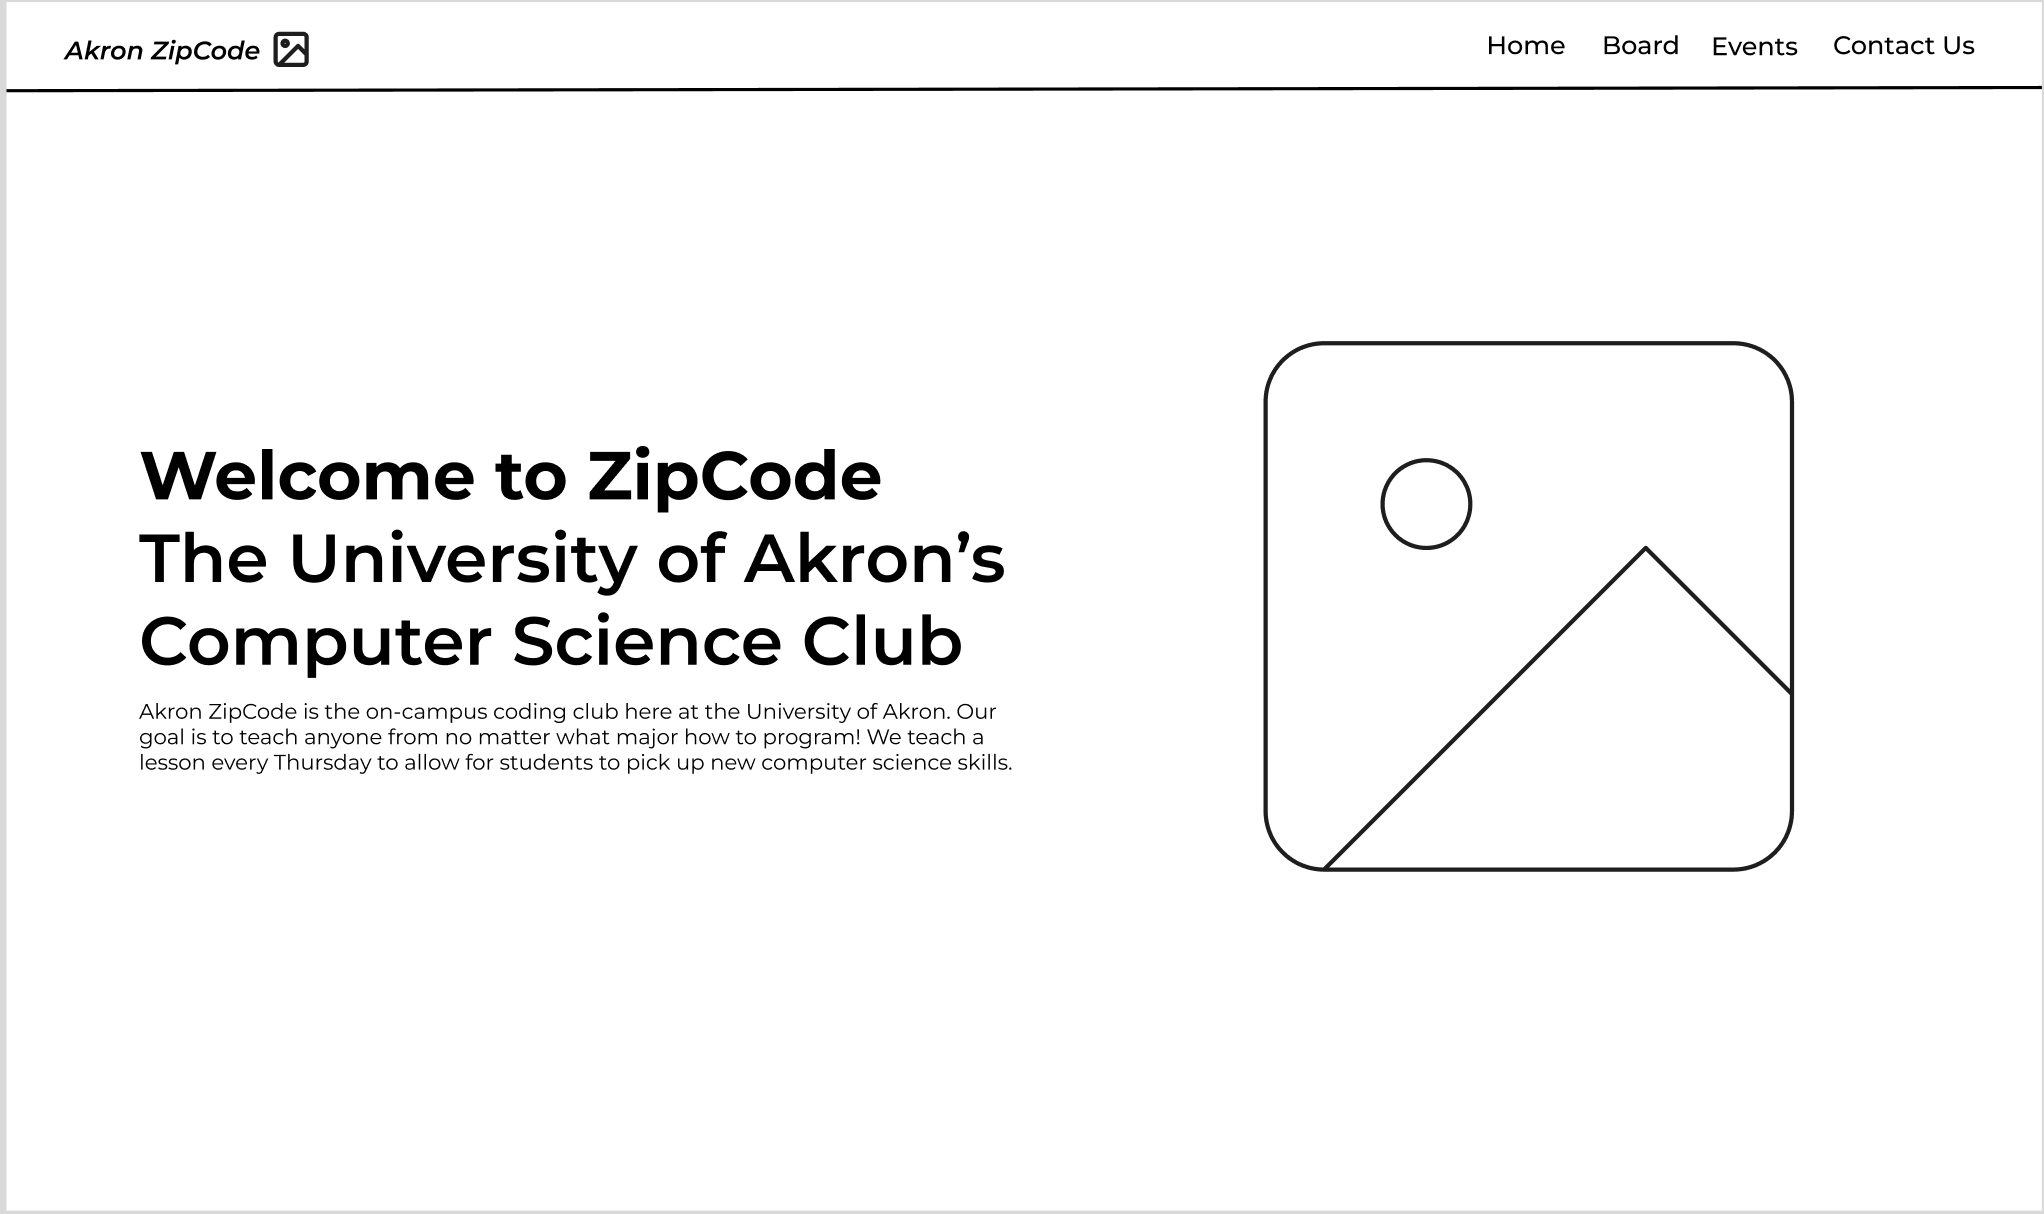 Akron ZipCode
Home Board Events Contact Us
Welcome to ZipCode
The University of Akron’s
Computer Science Club
Akron ZipCode is the on-campus coding club here at the University of Akron. Our
goal is to teach anyone from no matter what major how to program! We teach a
lesson every Thursday to allow for students to pick up new computer science skills.